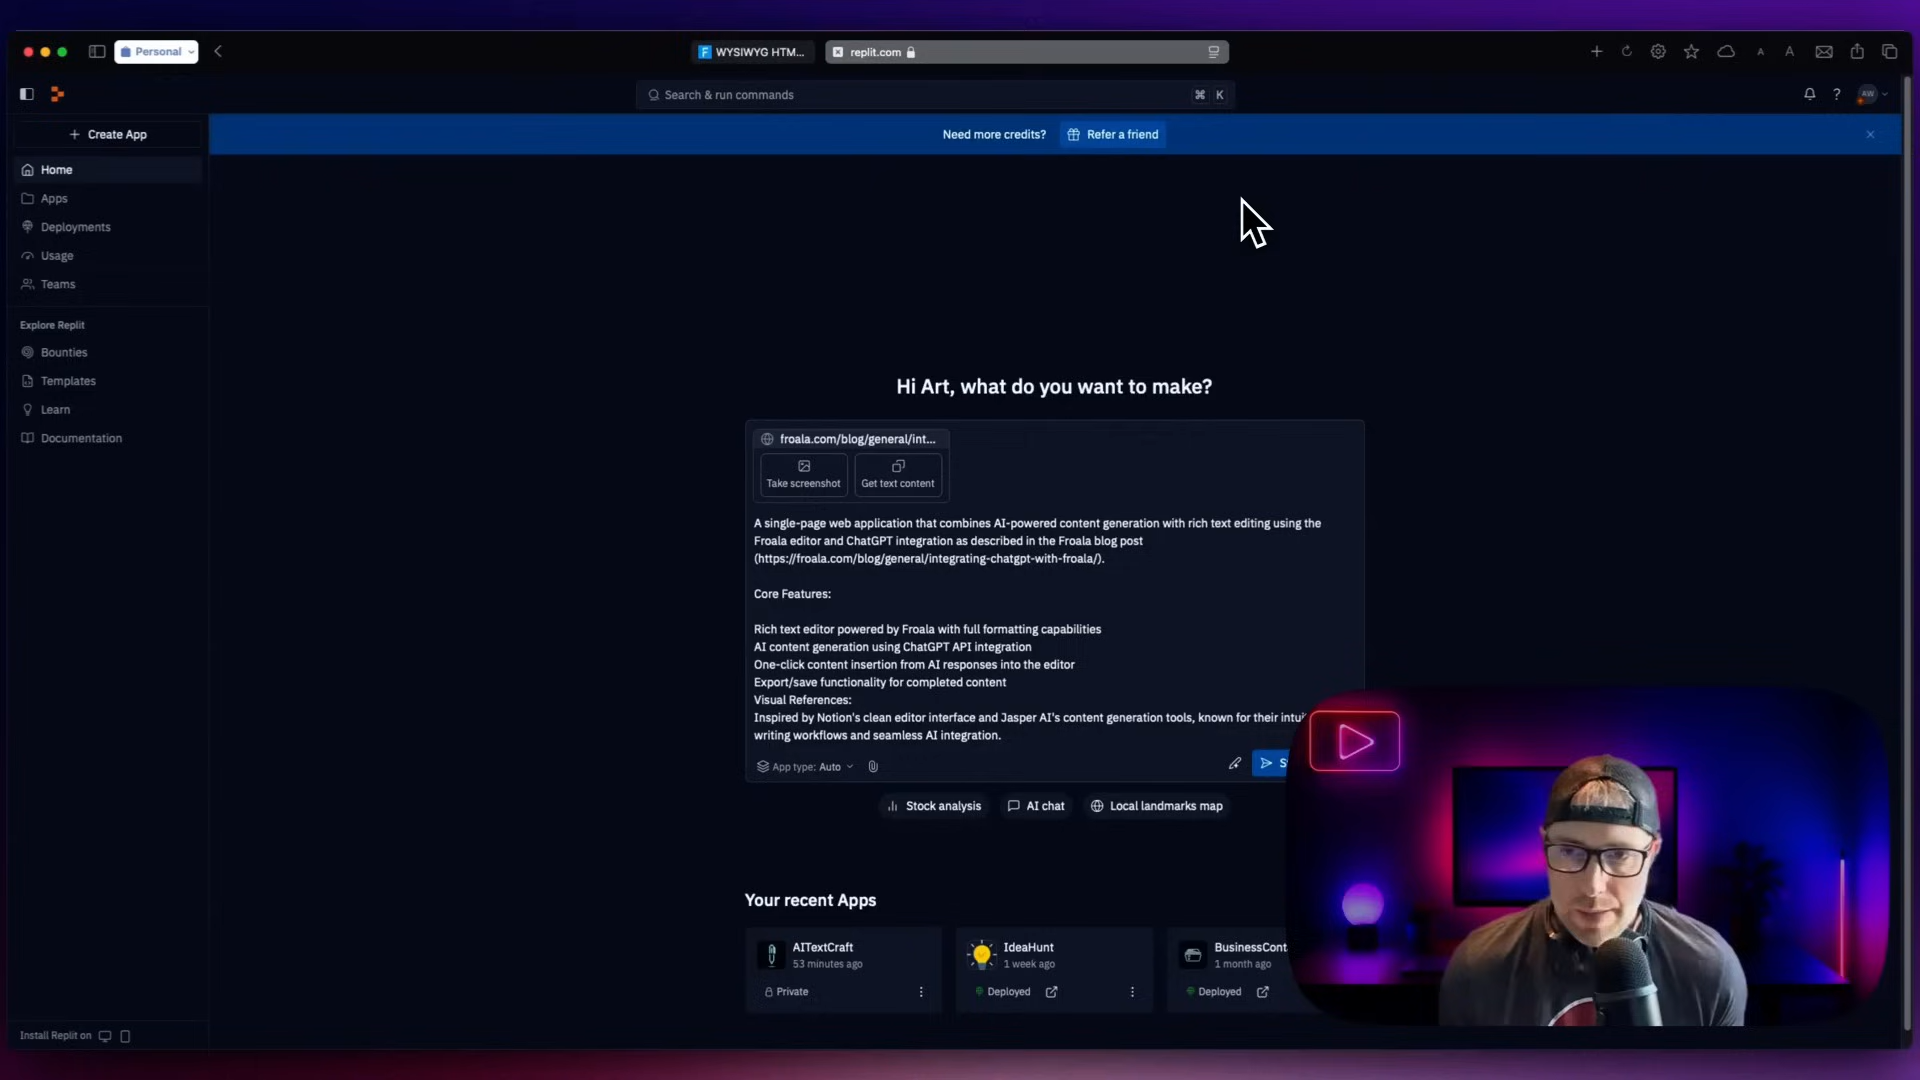 Personal
WYSIWYG HTM...
replit.com
A
A
Search & run commands
⌘ K
?
AW
Create App
Need more credits?
Refer a friend
Home
Apps
Deployments
Usage
Teams
Explore Replit
Bounties
Templates
Learn
Documentation
Hi Art, what do you want to make?
froala.com/blog/general/int...
Take screenshot
Get text content
A single-page web application that combines AI-powered content generation with rich text editing using the
Froala editor and ChatGPT integration as described in the Froala blog post
(https://froala.com/blog/general/integrating-chatgpt-with-froala/).
Core Features:
Rich text editor powered by Froala with full formatting capabilities
AI content generation using ChatGPT API integration
One-click content insertion from AI responses into the editor
Export/save functionality for completed content
Visual References:
Inspired by Notion's clean editor interface and Jasper AI's content generation tools, known for their
writing workflows and seamless AI integration.
App type: Auto
Stock analysis
AI chat
Local landmarks map
Your recent Apps
AITextCraft
53 minutes ago
Private
IdeaHunt
1 week ago
Deployed
BusinessCont
1 month ago
Deployed
Install Replit on